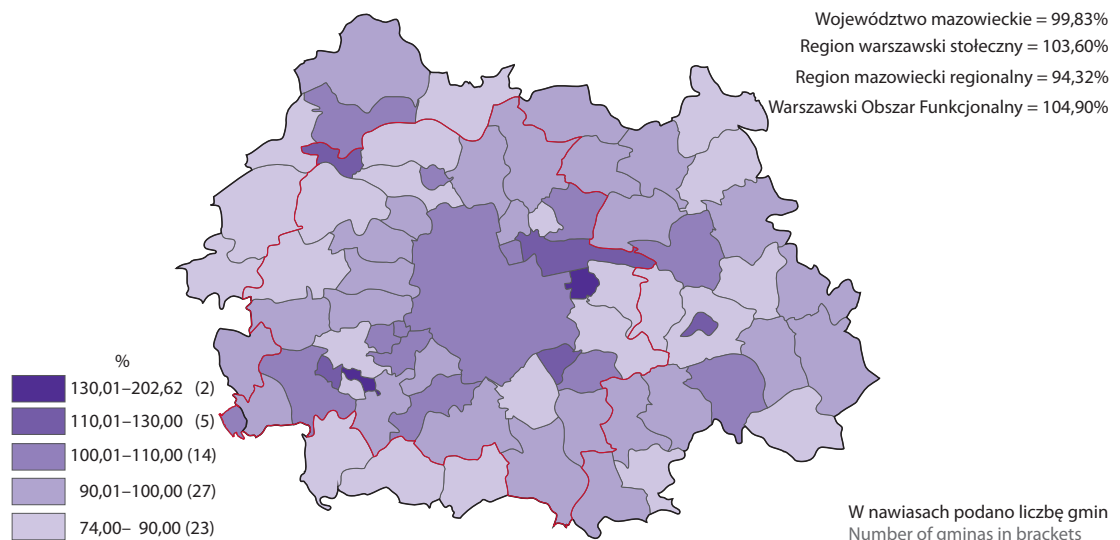 Województwo mazowieckie = 99,83%
Region warszawski stołeczny = 103,60%
Region mazowiecki regionalny = 94,32%
Warszawski Obszar Funkcjonalny = 104,90%
%
130,01–202,62 (2)
110,01–130,00 (5)
100,01–110,00 (14)
90,01–100,00 (27)
74,00– 90,00 (23)
W nawiasach podano liczbę gmin
Number of gminas in brackets